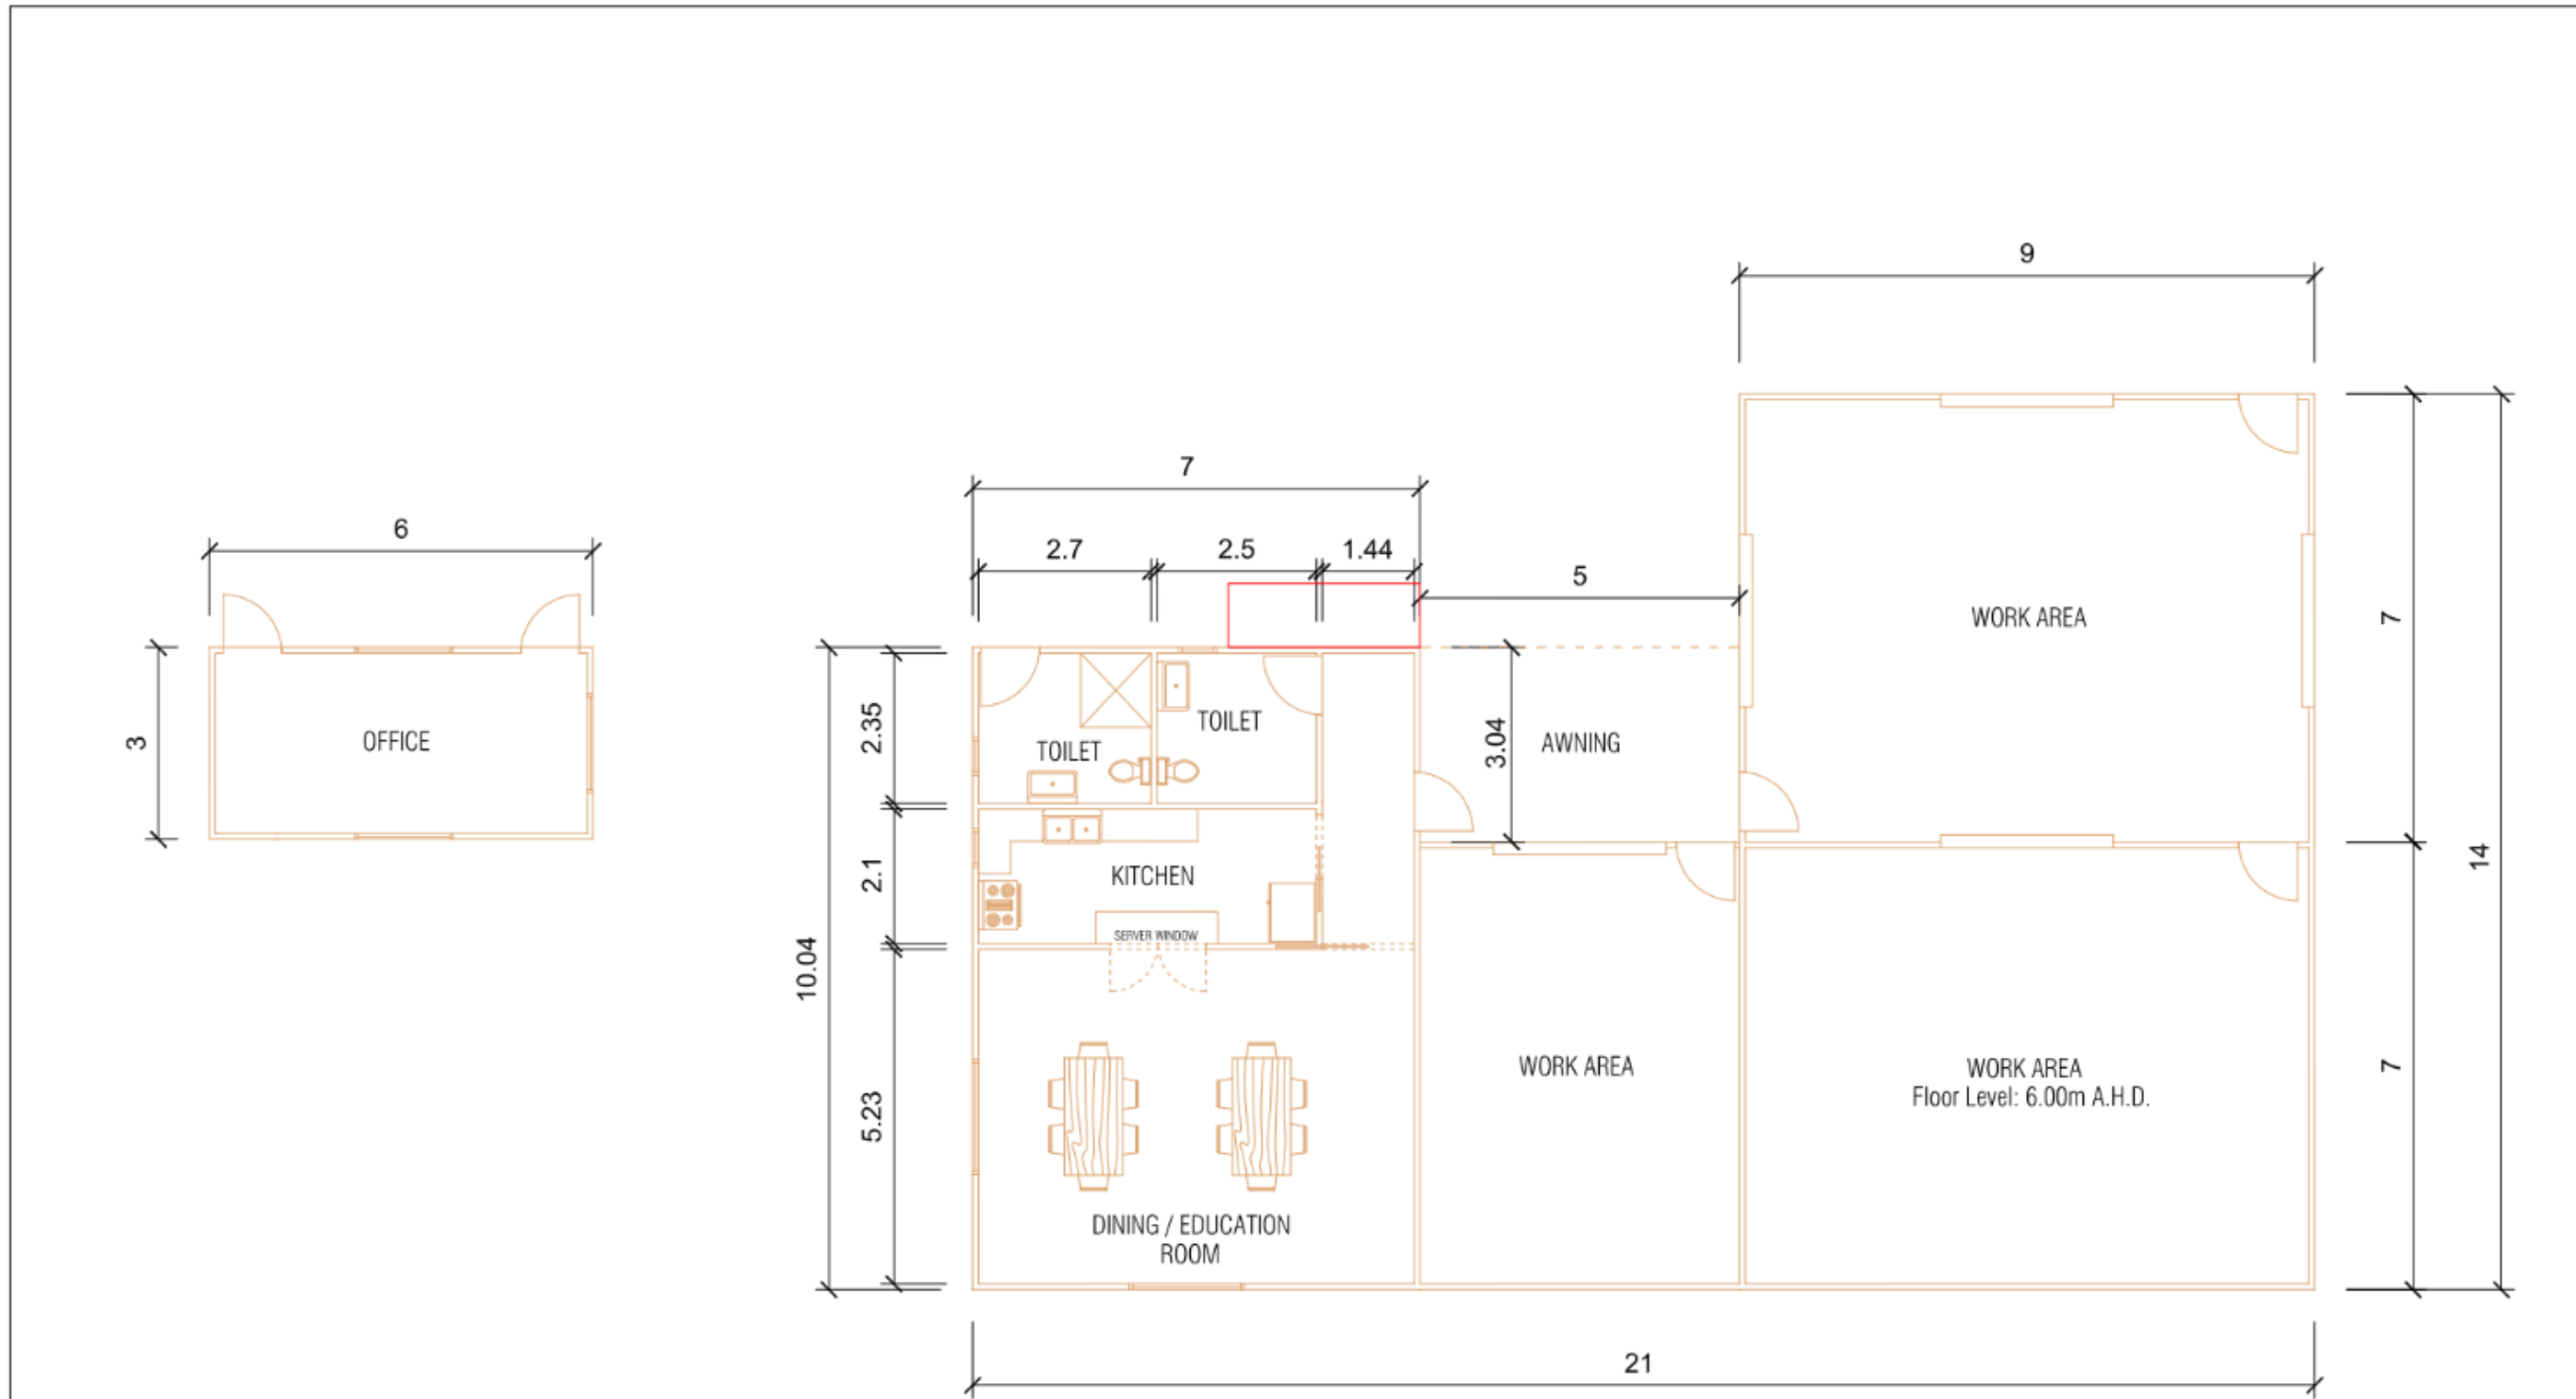 9
7
6
2.7
2.5
1.44
5
WORK AREA
7
TOILET
TOILET
2.35
3.04
AWNING
OFFICE
3
14
2.1
KITCHEN
SERVER WINDOW
10.04
WORK AREA
WORK AREA
Floor Level: 6.00m A.H.D.
7
5.23
DINING / EDUCATION
ROOM
21